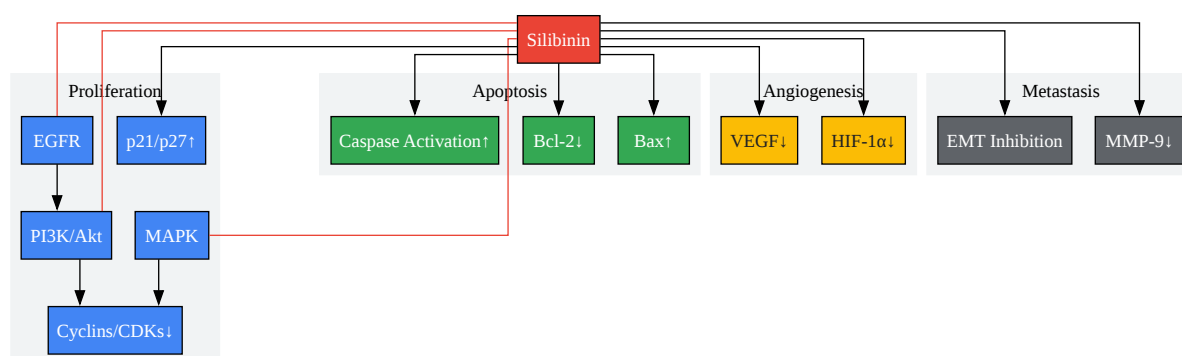 Silibinin
Proliferation
Apoptosis
Angiogenesis
Metastasis
EGFR
p21/p27↑
Caspase Activation↑
Bcl-2↓
Bax↑
VEGF↓
HIF-1α↓
EMT Inhibition
MMP-9↓
PI3K/Akt
MAPK
Cyclins/CDKs↓